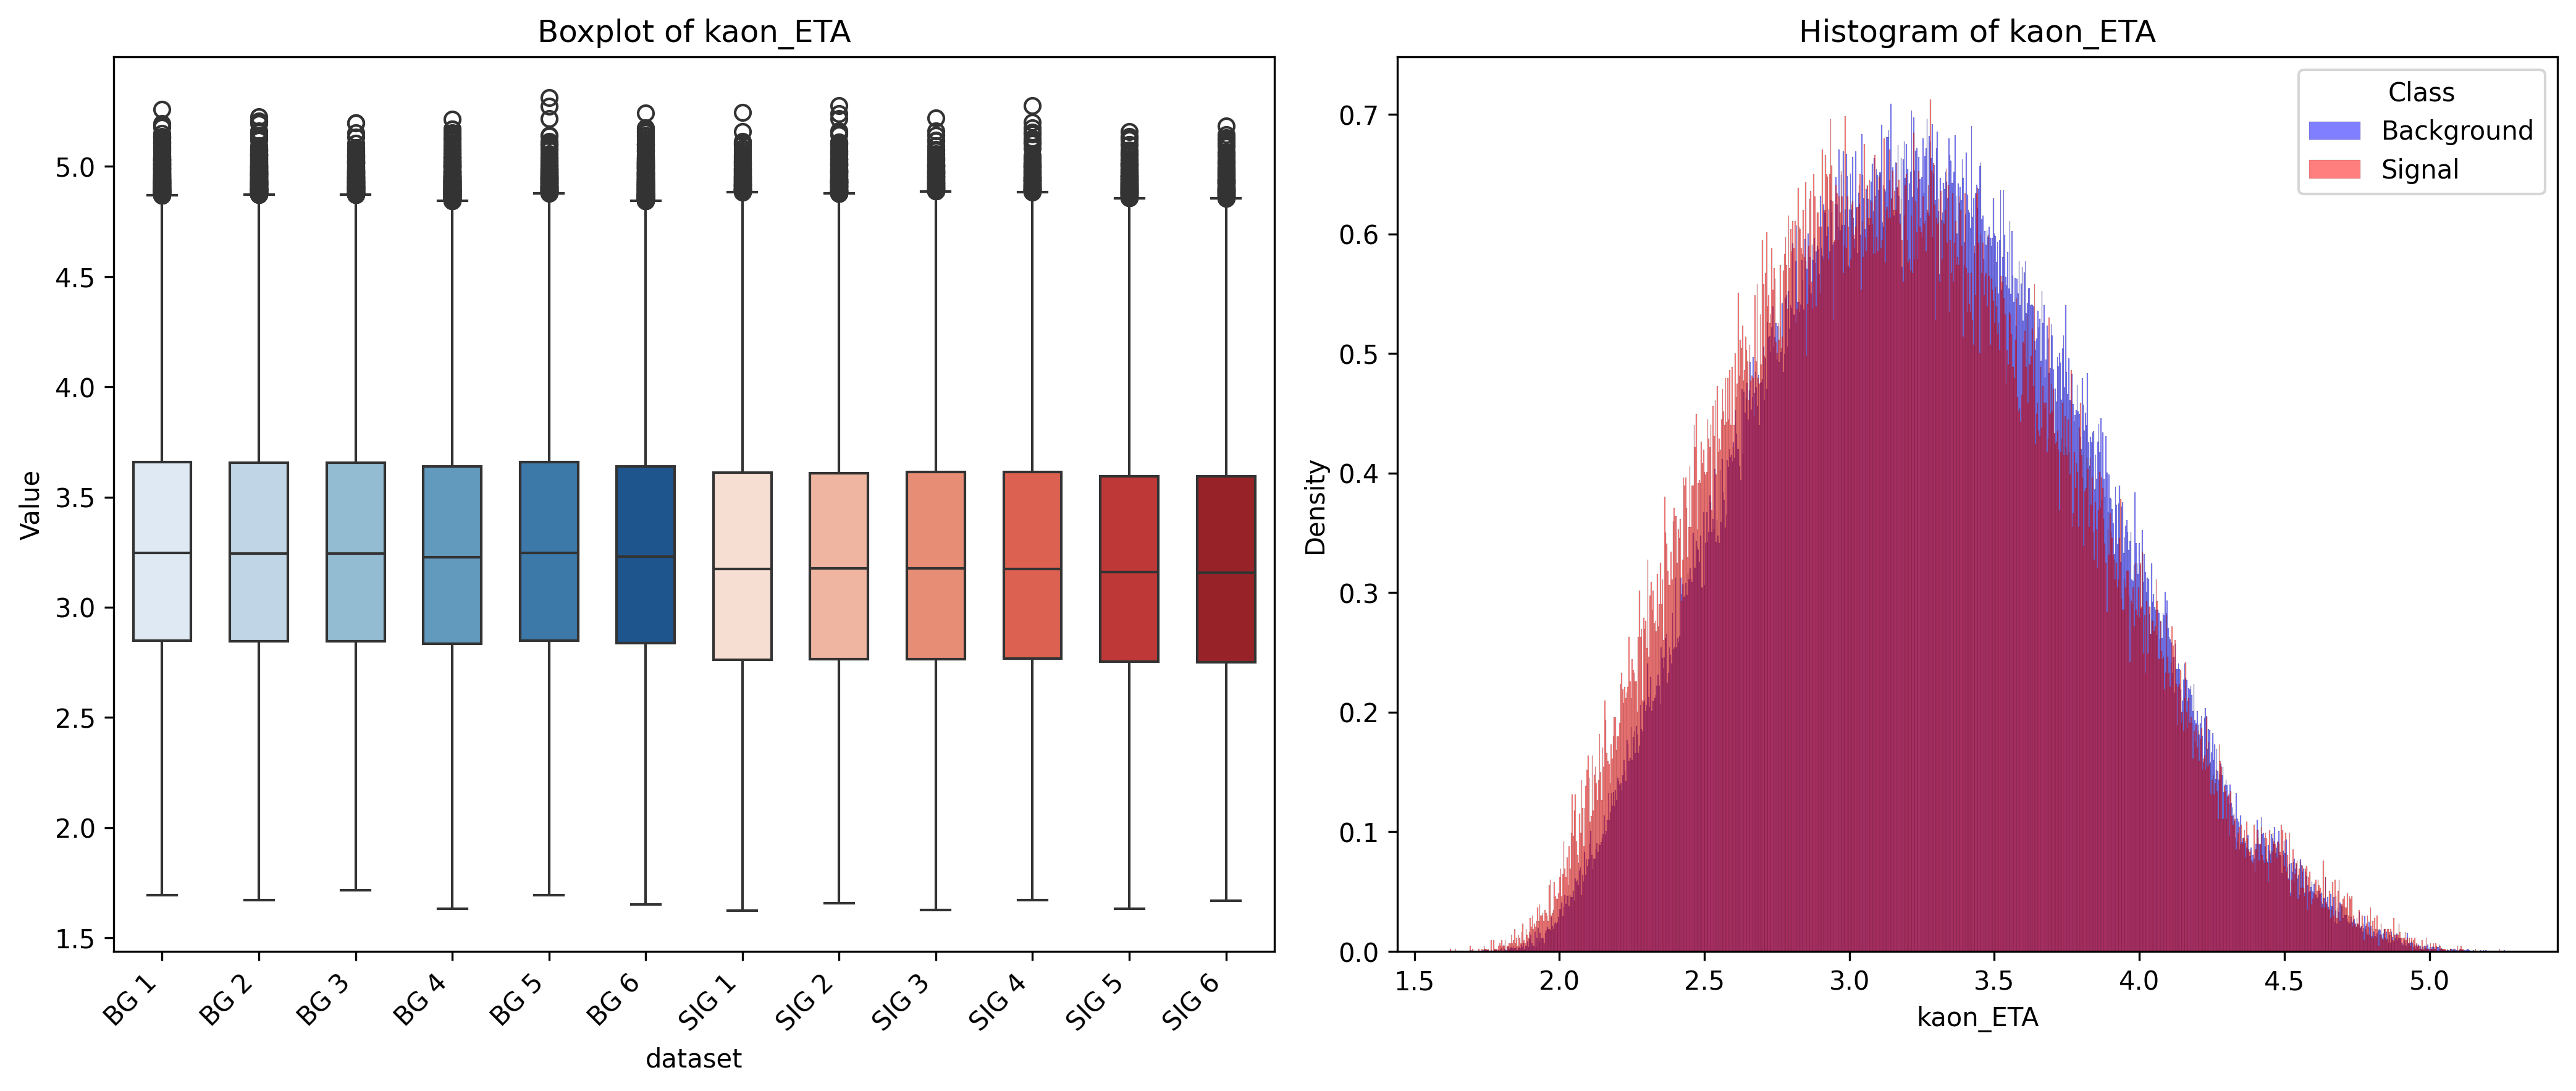 Boxplot of kaon_ETA
Value
5.0
4.5
4.0
3.5
3.0
2.5
2.0
1.5
BG 1
BG 2
BG 3
BG 4
BG 5
BG 6
SIG 1
SIG 2
SIG 3
SIG 4
SIG 5
SIG 6
dataset
Histogram of kaon_ETA
Class
Background
Signal
Density
0.7
0.6
0.5
0.4
0.3
0.2
0.1
0.0
1.5
2.0
2.5
3.0
3.5
4.0
4.5
5.0
kaon_ETA